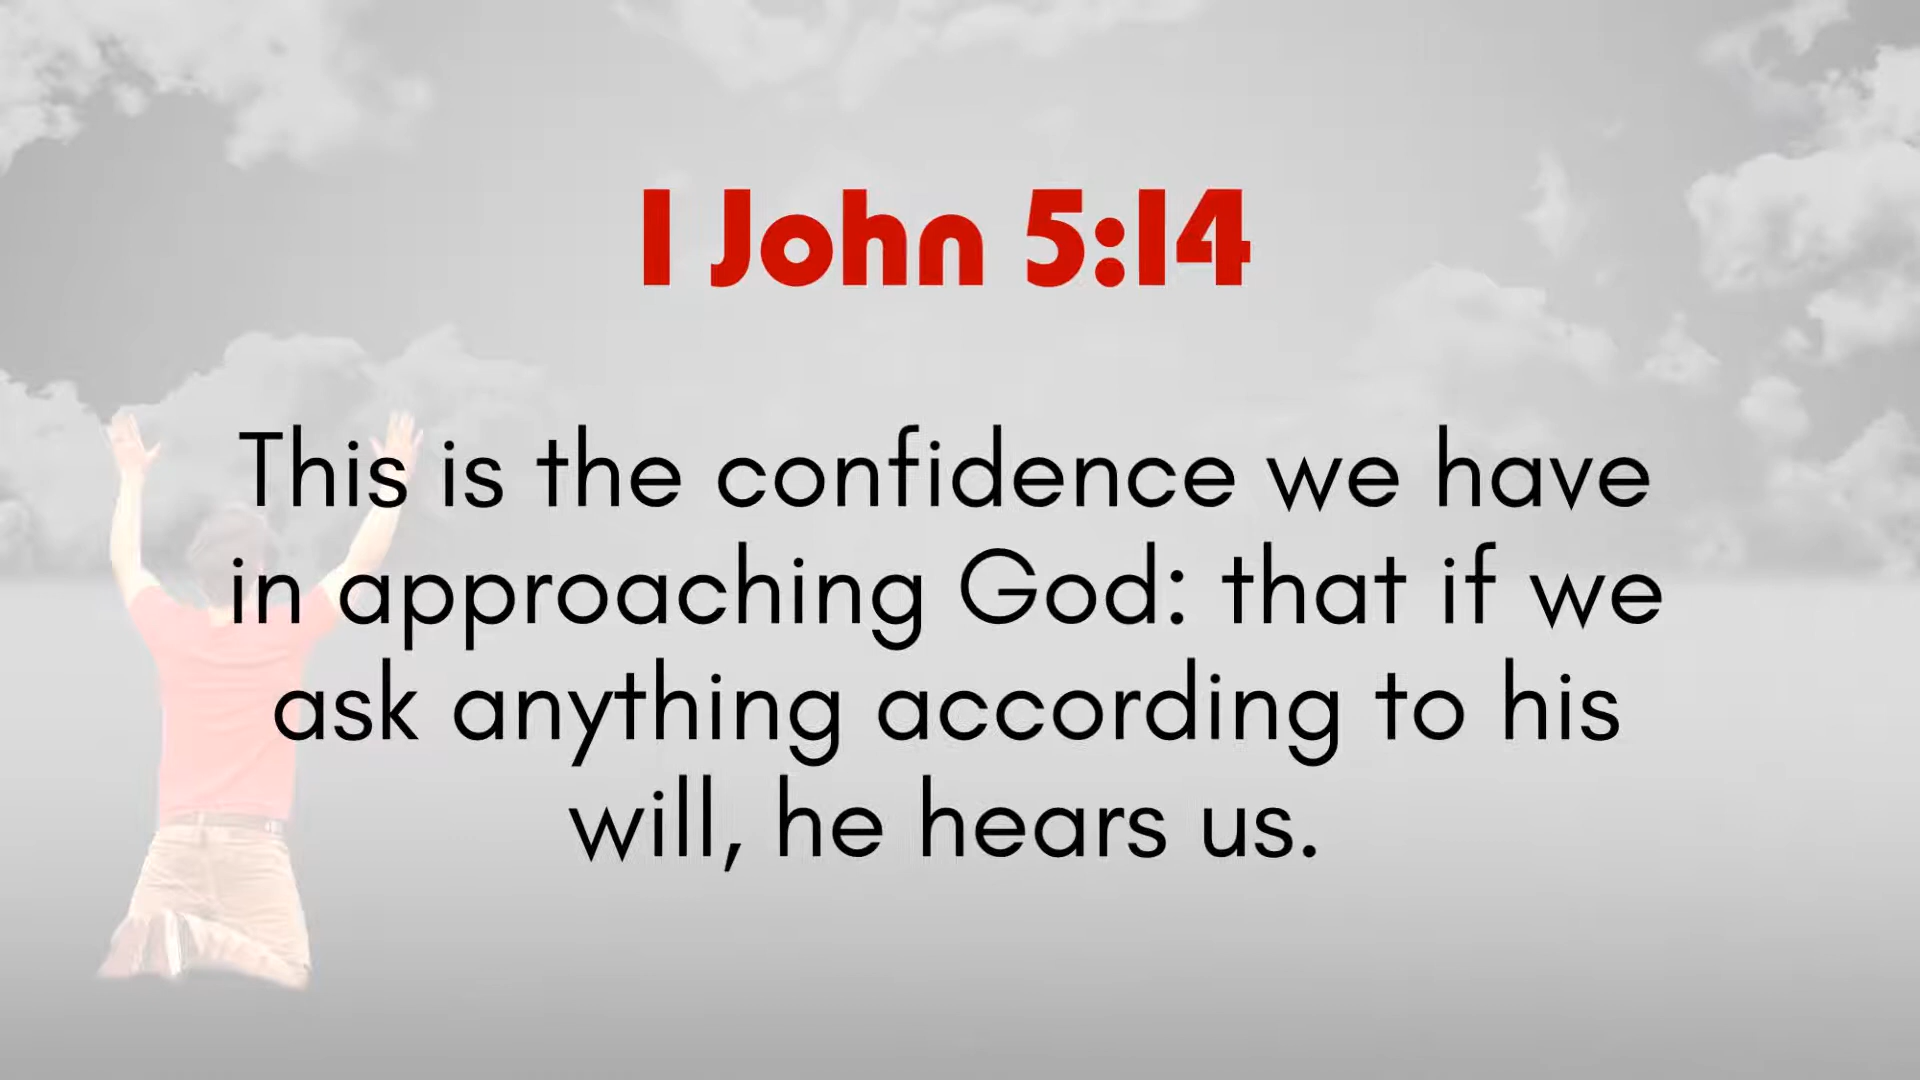 1 John 5:14
This is the confidence we have
in approaching God: that if we
ask anything according to his
will, he hears us.